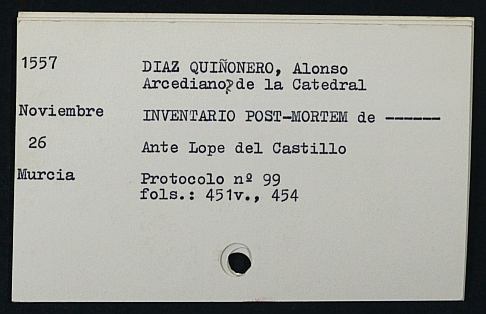 1557 DIAZ QUIÑONERO, Alonso
Arcediano? de la Catedral
Noviembre INVENTARIO POST-MORTEM de ------
26 Ante Lope del Castillo
Murcia Protocolo nº 99
fols.: 451v., 454